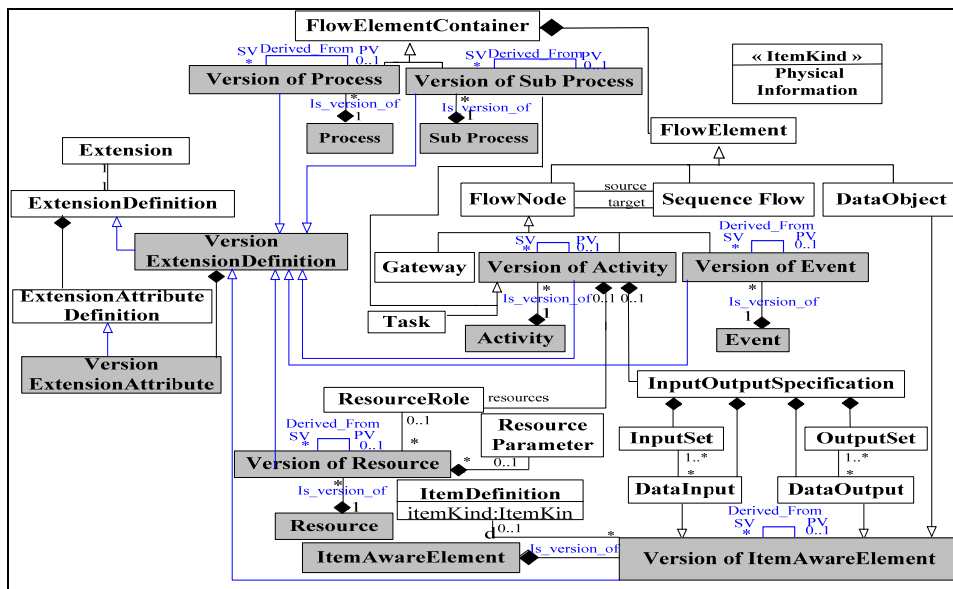 FlowElementContainer
SV Derived_From PV
* 0..1
SV Derived_From PV
* 0..1
« ItemKind »
Physical
Information
Version of Process
Version of Sub Process
*
Is_version_of
1
*
Is_version_of
1
Process
Sub Process
FlowElement
Extension
1
1
ExtensionDefinition
FlowNode
source
target
Sequence Flow
DataObject
Version
ExtensionDefinition
SV PV
* 0..1
Derived_From
SV PV
* 0..1
Gateway
Version of Activity
Version of Event
ExtensionAttribute
Definition
*
Is_version_of
1
0..1 0..1
*
Is_version_of
1
Task
Activity
Event
Version
ExtensionAttribute
InputOutputSpecification
ResourceRole
resources
0..1
*
Resource
Parameter
*
0..1
Derived_From
SV PV
* 0..1
InputSet
1..*
*
OutputSet
1..*
*
Version of Resource
*
Is_version_of
1
ItemDefinition
itemKind:ItemKin
d
0..1
DataInput
DataOutput
Resource
Derived_From
SV PV
* 0..1
*
ItemAwareElement
Is_version_of
Version of ItemAwareElement